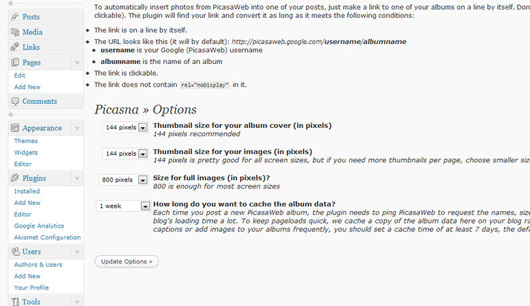 Posts
Media
Links
Pages
Edit
Add New
Comments
Appearance
Themes
Widgets
Editor
Plugins
Installed
Add New
Editor
Google Analytics
Akismet Configuration
Users
Authors & Users
Add New
Your Profile
Tools
To automatically insert photos from PicasaWeb into one of your posts, just make a link to one of your albums on a line by itself. Don
clickable). The plugin will find your link and convert it as long as it meets the following conditions:
The link is on a line by itself.
The URL looks like this (it will by default): http://picasaweb.google.com/username/albumname
username is your Google (PicasaWeb) username
albumname is the name of an album
The link is clickable.
The link does not contain rel="nodisplay" in it.
Picasna » Options
144 pixels Thumbnail size for your album cover (in pixels)
144 pixels recommended
144 pixels Thumbnail size for your images (in pixels)
144 pixels is pretty good for all screen sizes, but if you need more thumbnails per page, choose smaller siz
800 pixels Size for full images (in pixels)?
800 is enough for most screen sizes
1 week How long do you want to cache the album data?
Each time you post a new PicasaWeb album, the plugin needs to ping PicasaWeb to request the names, size
blog's loading time a lot. To keep pageloads quick, we cache a copy of the album data here on your blog ra
captions or add images to your albums frequently, you should set a cache time of at least 7 days, the defa
Update Options »